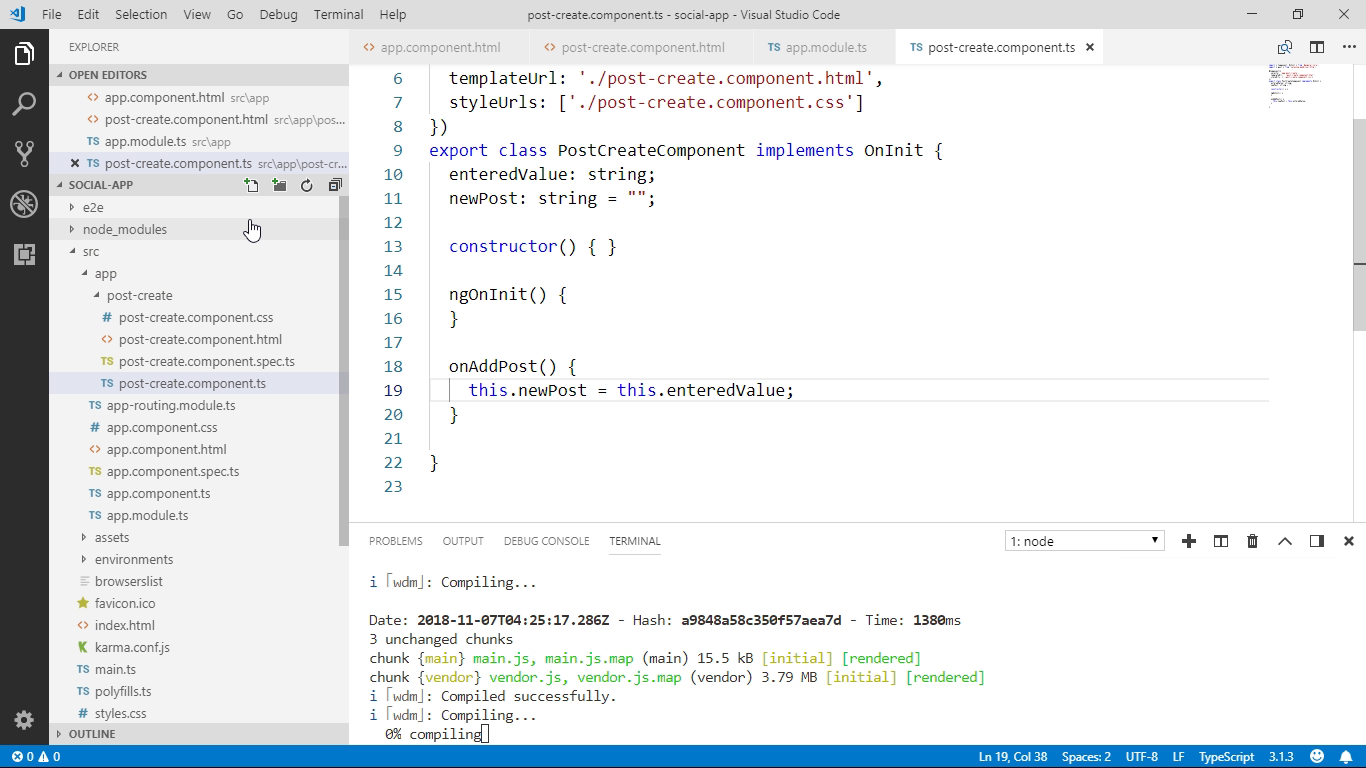 File Edit Selection View Go Debug Terminal Help
post-create.component.ts - social-app - Visual Studio Code
EXPLORER
OPEN EDITORS
app.component.html src\app
post-create.component.html src\app\pos...
TS app.module.ts src\app
TS post-create.component.ts src\app\post-cr...
SOCIAL-APP
e2e
node_modules
src
app
post-create
# post-create.component.css
<> post-create.component.html
TS post-create.component.spec.ts
TS post-create.component.ts
TS app-routing.module.ts
# app.component.css
<> app.component.html
TS app.component.spec.ts
TS app.component.ts
TS app.module.ts
assets
environments
browserslist
favicon.ico
<> index.html
K karma.conf.js
TS main.ts
TS polyfills.ts
# styles.css
OUTLINE
<> app.component.html <> post-create.component.html TS app.module.ts TS post-create.component.ts
6 templateUrl: './post-create.component.html',
7 styleUrls: ['./post-create.component.css']
8 })
9 export class PostCreateComponent implements OnInit {
10 enteredValue: string;
11 newPost: string = "";
12
13 constructor() { }
14
15 ngOnInit() {
16 }
17
18 onAddPost() {
19 this.newPost = this.enteredValue;
20 }
21
22 }
23
PROBLEMS OUTPUT DEBUG CONSOLE TERMINAL 1: node
i ｢wdm｣: Compiling...
Date: 2018-11-07T04:25:17.286Z - Hash: a9848a58c350f57aea7d - Time: 1380ms
3 unchanged chunks
chunk {main} main.js, main.js.map (main) 15.5 kB [initial] [rendered]
chunk {vendor} vendor.js, vendor.js.map (vendor) 3.79 MB [initial] [rendered]
i ｢wdm｣: Compiled successfully.
i ｢wdm｣: Compiling...
0% compiling
0 0 Ln 19, Col 38 Spaces: 2 UTF-8 LF TypeScript 3.1.3